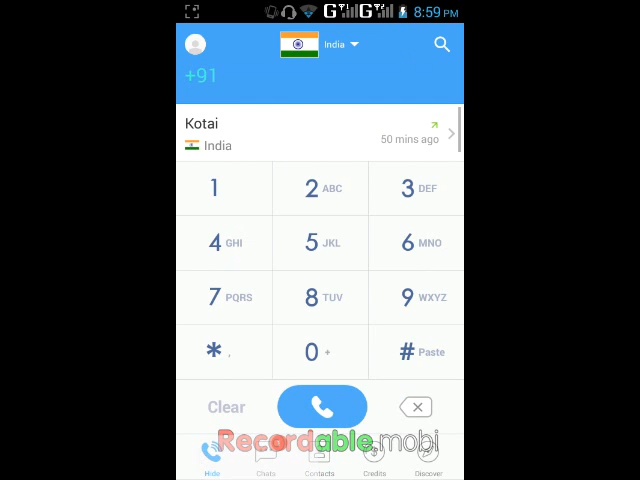 G G 8:59 PM
India
+91
Kotai
India
50 mins ago
1
2 ABC
3 DEF
4 GHI
5 JKL
6 MNO
7 PQRS
8 TUV
9 WXYZ
* ,
0 +
# Paste
Clear
Recordable.mobi
Hide Chats Contacts Credits Discover